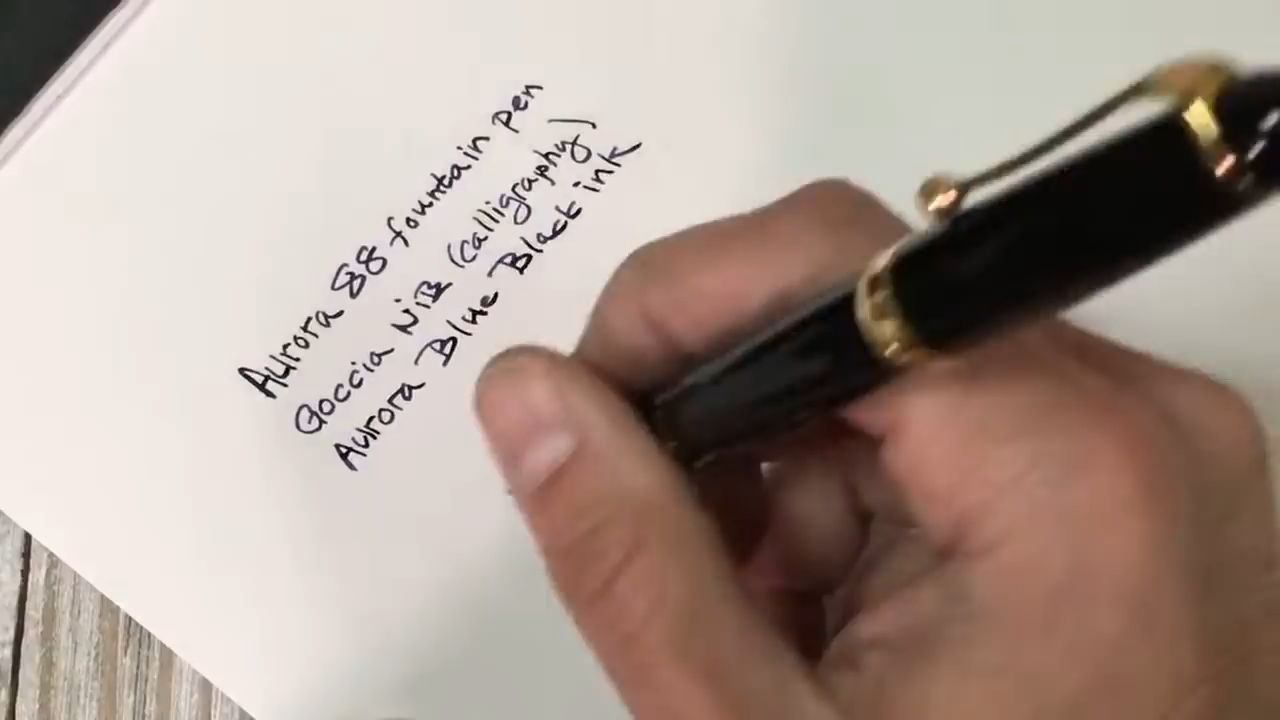 Aurora 88 fountain pen
Goccia NiB (calligraphy)
Aurora Blue Black ink